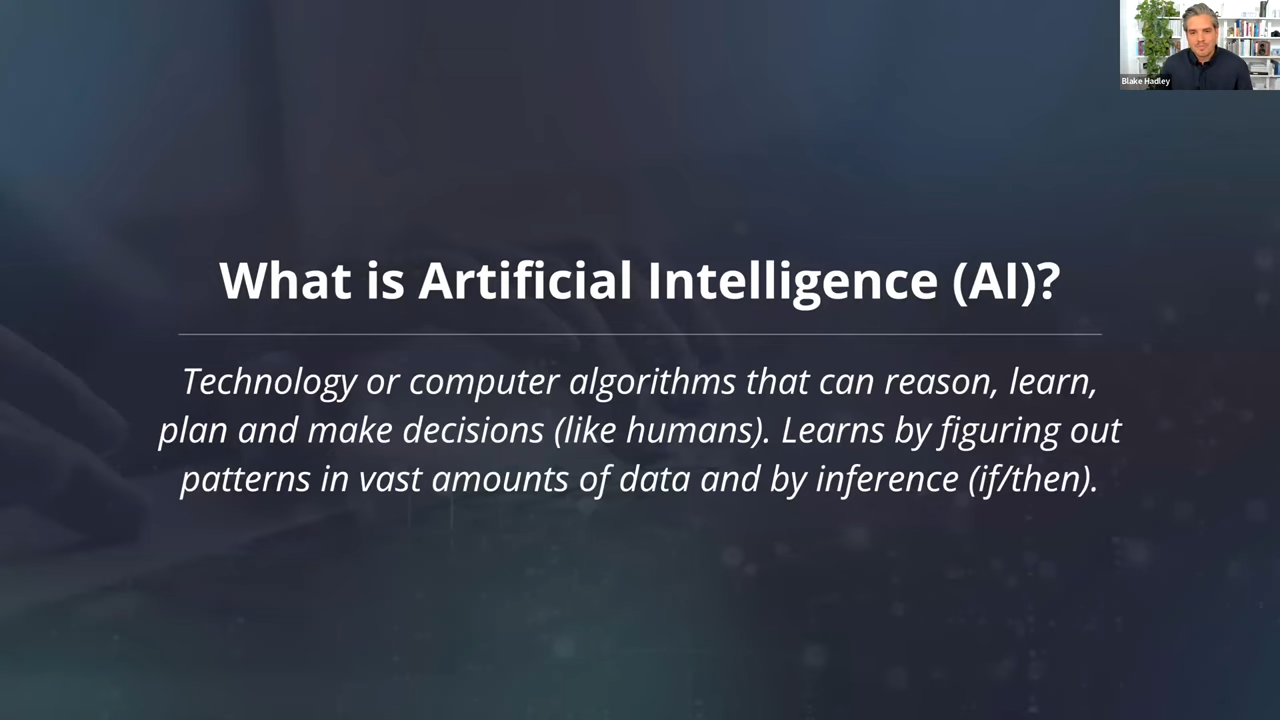 Blake Hadley
What is Artificial Intelligence (AI)?
Technology or computer algorithms that can reason, learn,
plan and make decisions (like humans). Learns by figuring out
patterns in vast amounts of data and by inference (if/then).